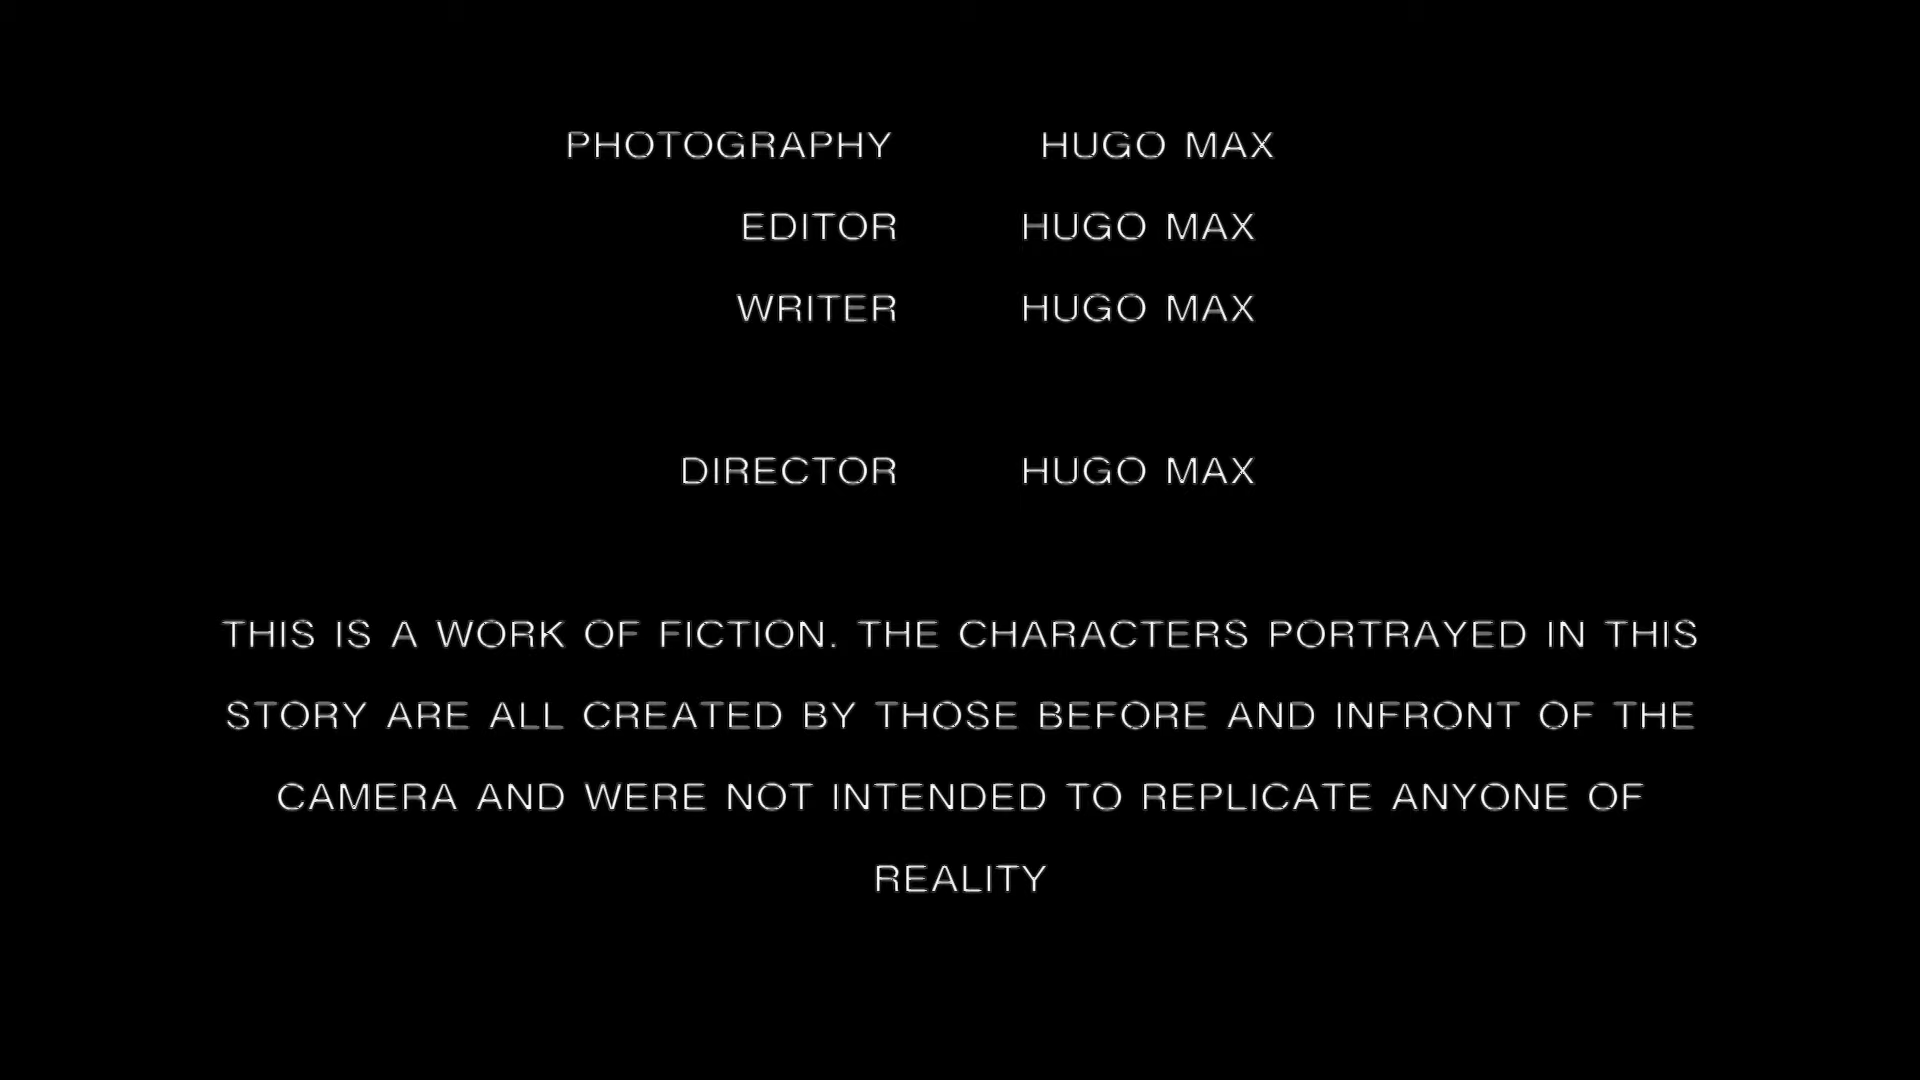 PHOTOGRAPHY HUGO MAX
EDITOR HUGO MAX
WRITER HUGO MAX
DIRECTOR HUGO MAX
THIS IS A WORK OF FICTION. THE CHARACTERS PORTRAYED IN THIS
STORY ARE ALL CREATED BY THOSE BEFORE AND INFRONT OF THE
CAMERA AND WERE NOT INTENDED TO REPLICATE ANYONE OF
REALITY